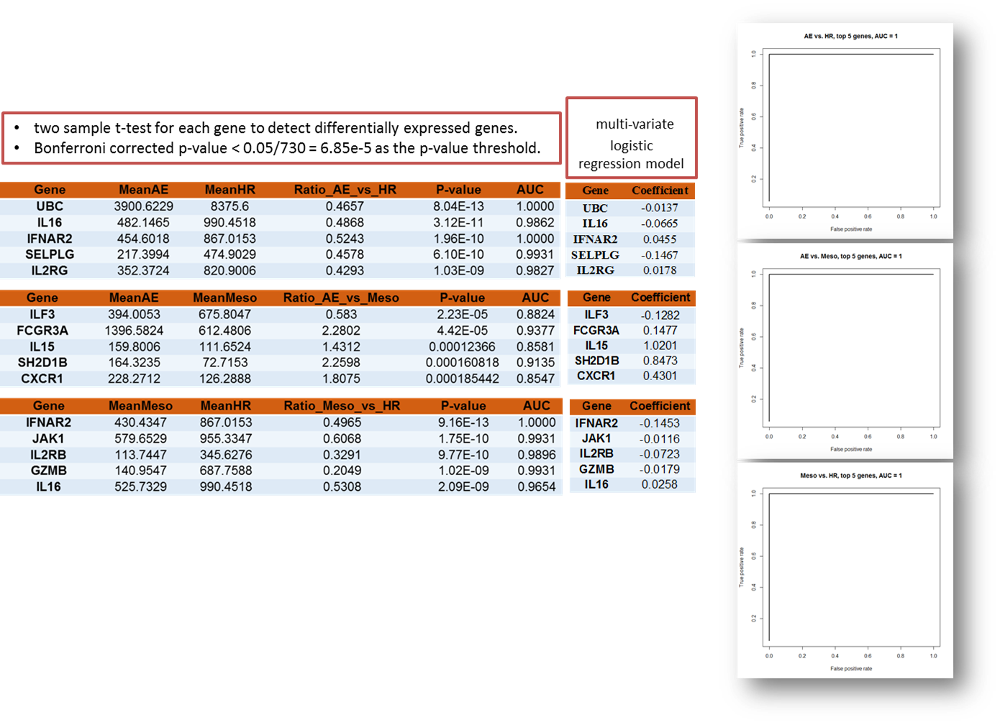 • two sample t-test for each gene to detect differentially expressed genes.
• Bonferroni corrected p-value < 0.05/730 = 6.85e-5 as the p-value threshold.
multi-variate
logistic
regression model
Gene MeanAE MeanHR Ratio_AE_vs_HR P-value AUC
UBC 3900.6229 8375.6 0.4657 8.04E-13 1.0000
IL16 482.1465 990.4518 0.4868 3.12E-11 0.9862
IFNAR2 454.6018 867.0153 0.5243 1.96E-10 1.0000
SELPLG 217.3994 474.9029 0.4578 6.10E-10 0.9931
IL2RG 352.3724 820.9006 0.4293 1.03E-09 0.9827
Gene Coefficient
UBC -0.0137
IL16 -0.0665
IFNAR2 0.0455
SELPLG -0.1467
IL2RG 0.0178
Gene MeanAE MeanMeso Ratio_AE_vs_Meso P-value AUC
ILF3 394.0053 675.8047 0.583 2.23E-05 0.8824
FCGR3A 1396.5824 612.4806 2.2802 4.42E-05 0.9377
IL15 159.8006 111.6524 1.4312 0.00012366 0.8581
SH2D1B 164.3235 72.7153 2.2598 0.000160818 0.9135
CXCR1 228.2712 126.2888 1.8075 0.000185442 0.8547
Gene Coefficient
ILF3 -0.1282
FCGR3A 0.1477
IL15 1.0201
SH2D1B 0.8473
CXCR1 0.4301
Gene MeanMeso MeanHR Ratio_Meso_vs_HR P-value AUC
IFNAR2 430.4347 867.0153 0.4965 9.16E-13 1.0000
JAK1 579.6529 955.3347 0.6068 1.75E-10 0.9931
IL2RB 113.7447 345.6276 0.3291 9.77E-10 0.9896
GZMB 140.9547 687.7588 0.2049 1.02E-09 0.9931
IL16 525.7329 990.4518 0.5308 2.09E-09 0.9654
Gene Coefficient
IFNAR2 -0.1453
JAK1 -0.0116
IL2RB -0.0723
GZMB -0.0179
IL16 0.0258
AE vs. HR, top 5 genes, AUC = 1
True positive rate
1.0
0.8
0.6
0.4
0.2
0.0 0.2 0.4 0.6 0.8 1.0
False positive rate
AE vs. Meso, top 5 genes, AUC = 1
True positive rate
1.0
0.8
0.6
0.4
0.2
0.0 0.2 0.4 0.6 0.8 1.0
False positive rate
Meso vs. HR, top 5 genes, AUC = 1
True positive rate
1.0
0.8
0.6
0.4
0.2
0.0 0.2 0.4 0.6 0.8 1.0
False positive rate